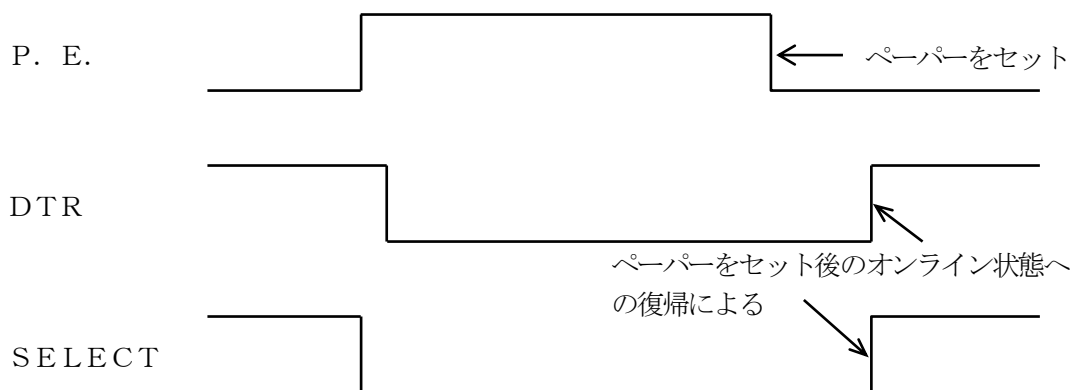 Ｐ．Ｅ．
ペーパーをセット
ＤＴＲ
ペーパーをセット後のオンライン状態へ
の復帰による
ＳＥＬＥＣＴ